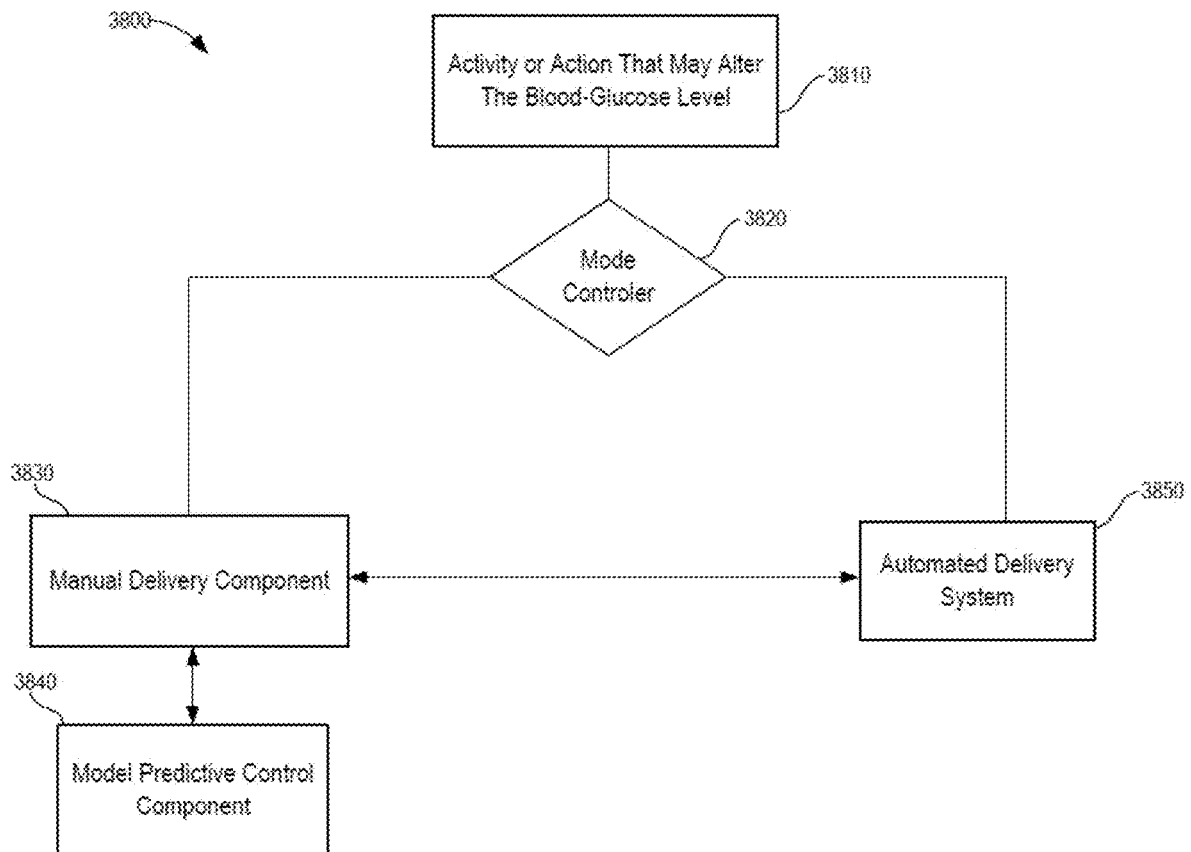 3800
Activity or Action That May Alter
The Blood-Glucose Level
3810
3820
Mode
Controler
3830
3850
Manual Delivery Component
Automated Delivery
System
3840
Model Predictive Control
Component